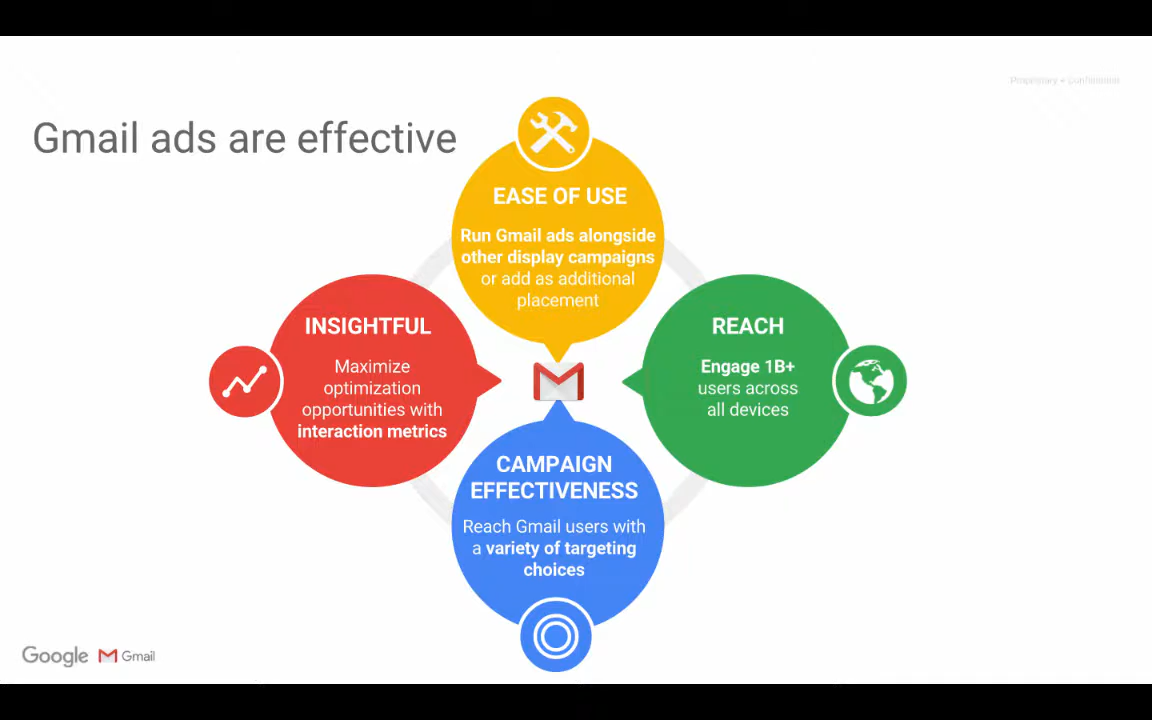 Proprietary + Confidential
Gmail ads are effective
EASE OF USE
Run Gmail ads alongside
other display campaigns
or add as additional
placement
INSIGHTFUL
Maximize
optimization
opportunities with
interaction metrics
REACH
Engage 1B+
users across
all devices
CAMPAIGN
EFFECTIVENESS
Reach Gmail users with
a variety of targeting
choices
Google Gmail